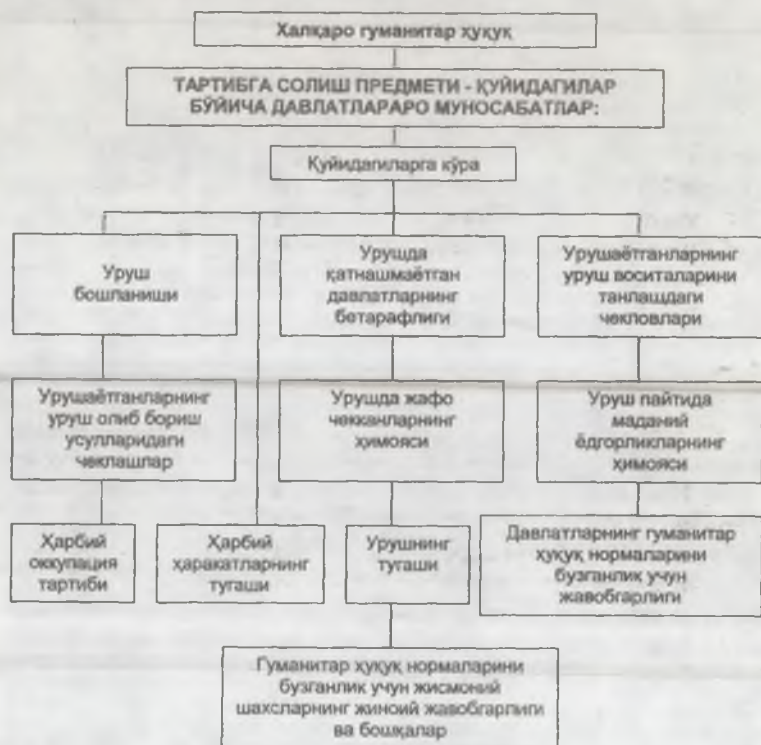 Халқаро гуманитар ҳуқуқ
ТАРТИБГА СОЛИШ ПРЕДМЕТИ - ҚУЙИДАГИЛАР
БЎЙИЧА ДАВЛАТЛАРАРО МУНОСАБАТЛАР:
Қуйидагиларга кўра
Уруш
бошланиши
Урушда
қатнашмаётган
давлатларнинг
бетарафлиги
Урушаётганларнинг
уруш воситаларини
танлашдаги
чекловлари
Урушаётганларнинг
уруш олиб бориш
усулларидаги
чеклашлар
Урушда жафо
чекканларнинг
ҳимояси
Уруш пайтида
маданий
ёдгорликларнинг
ҳимояси
Ҳарбий
оккупация
тартиби
Ҳарбий
ҳаракатларнинг
тугаши
Урушнинг
тугаши
Давлатларнинг гуманитар
ҳуқуқ нормаларини
бузганлик учун
жавобгарлиги
Гуманитар ҳуқуқ нормаларини
бузганлик учун жисмоний
шахсларнинг жиноий жавобгарлиги
ва бошқалар